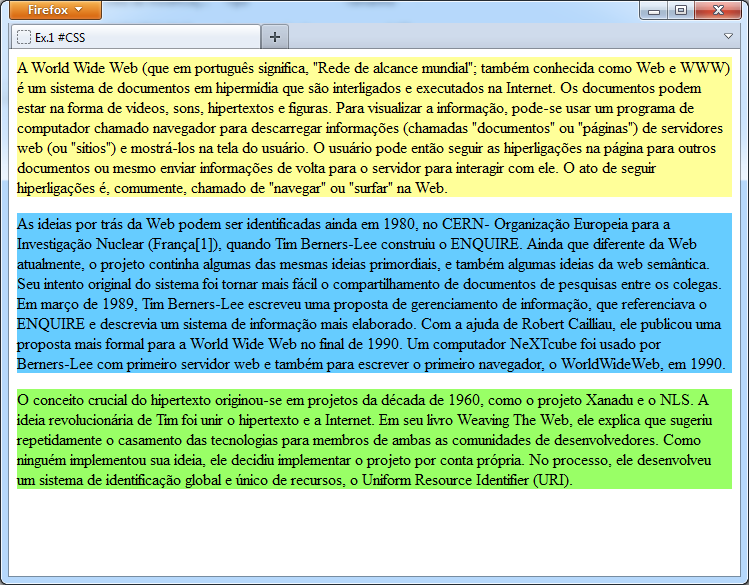 Firefox
Ex.1 #CSS
A World Wide Web (que em português significa, "Rede de alcance mundial"; também conhecida como Web e WWW)
é um sistema de documentos em hipermídia que são interligados e executados na Internet. Os documentos podem
estar na forma de vídeos, sons, hipertextos e figuras. Para visualizar a informação, pode-se usar um programa de
computador chamado navegador para descarregar informações (chamadas "documentos" ou "páginas") de servidores
web (ou "sítios") e mostrá-los na tela do usuário. O usuário pode então seguir as hiperligações na página para outros
documentos ou mesmo enviar informações de volta para o servidor para interagir com ele. O ato de seguir
hiperligações é, comumente, chamado de "navegar" ou "surfar" na Web.
As ideias por trás da Web podem ser identificadas ainda em 1980, no CERN- Organização Europeia para a
Investigação Nuclear (França[1]), quando Tim Berners-Lee construiu o ENQUIRE. Ainda que diferente da Web
atualmente, o projeto continha algumas das mesmas ideias primordiais, e também algumas ideias da web semântica.
Seu intento original do sistema foi tornar mais fácil o compartilhamento de documentos de pesquisas entre os colegas.
Em março de 1989, Tim Berners-Lee escreveu uma proposta de gerenciamento de informação, que referenciava o
ENQUIRE e descrevia um sistema de informação mais elaborado. Com a ajuda de Robert Cailliau, ele publicou uma
proposta mais formal para a World Wide Web no final de 1990. Um computador NeXTcube foi usado por
Berners-Lee com primeiro servidor web e também para escrever o primeiro navegador, o WorldWideWeb, em 1990.
O conceito crucial do hipertexto originou-se em projetos da década de 1960, como o projeto Xanadu e o NLS. A
ideia revolucionária de Tim foi unir o hipertexto e a Internet. Em seu livro Weaving The Web, ele explica que sugeriu
repetidamente o casamento das tecnologias para membros de ambas as comunidades de desenvolvedores. Como
ninguém implementou sua ideia, ele decidiu implementar o projeto por conta própria. No processo, ele desenvolveu
um sistema de identificação global e único de recursos, o Uniform Resource Identifier (URI).